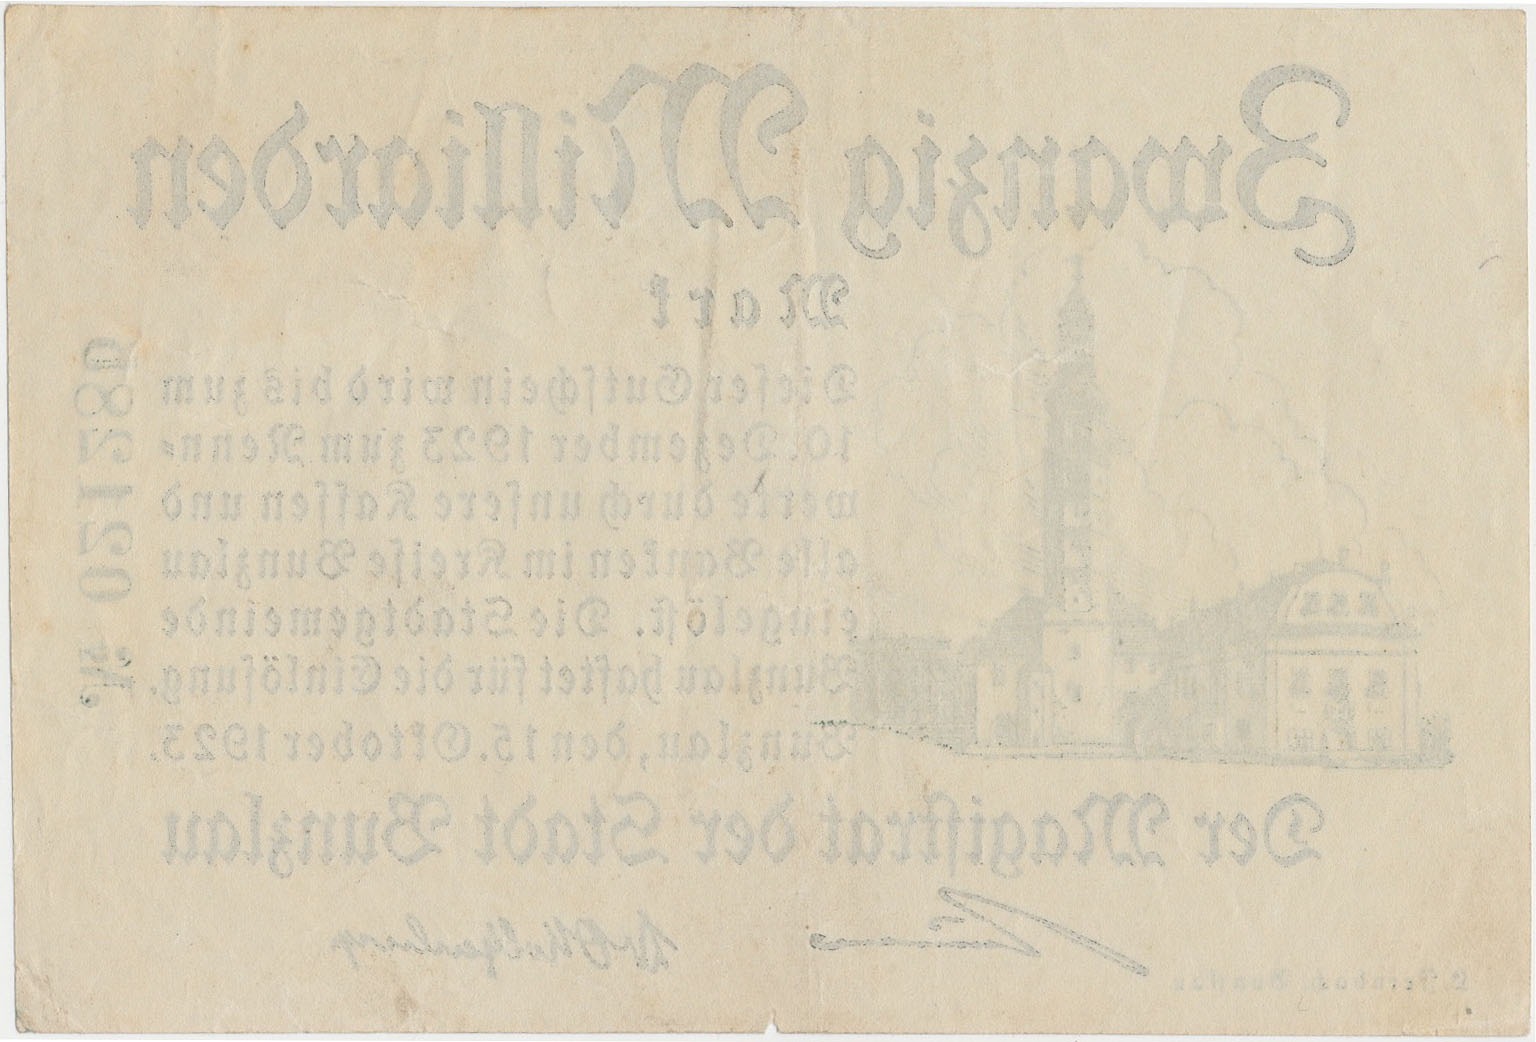 Zwanzig Milliarden
Mark
Dieser Gutschein wird bis zum
10. Dezember 1923 zum Nenn-
werte durch unsere Kassen und
alle Banken im Kreise Bunzlau
eingelöst. Die Stadtgemeinde
Bunzlau haftet für die Einlösung.
Bunzlau, den 15. Oktober 1923.
Der Magistrat der Stadt Bunzlau